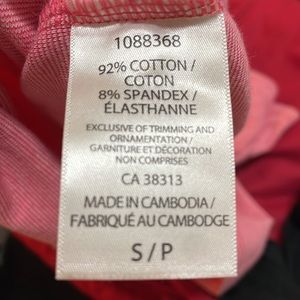 1088368
92% COTTON /
COTON
8% SPANDEX /
ÉLASTHANNE
EXCLUSIVE OF TRIMMING AND
ORNAMENTATION /
GARNITURE ET DÉCORATION
NON COMPRISES
CA 38313
MADE IN CAMBODIA /
FABRIQUÉ AU CAMBODGE
S / P